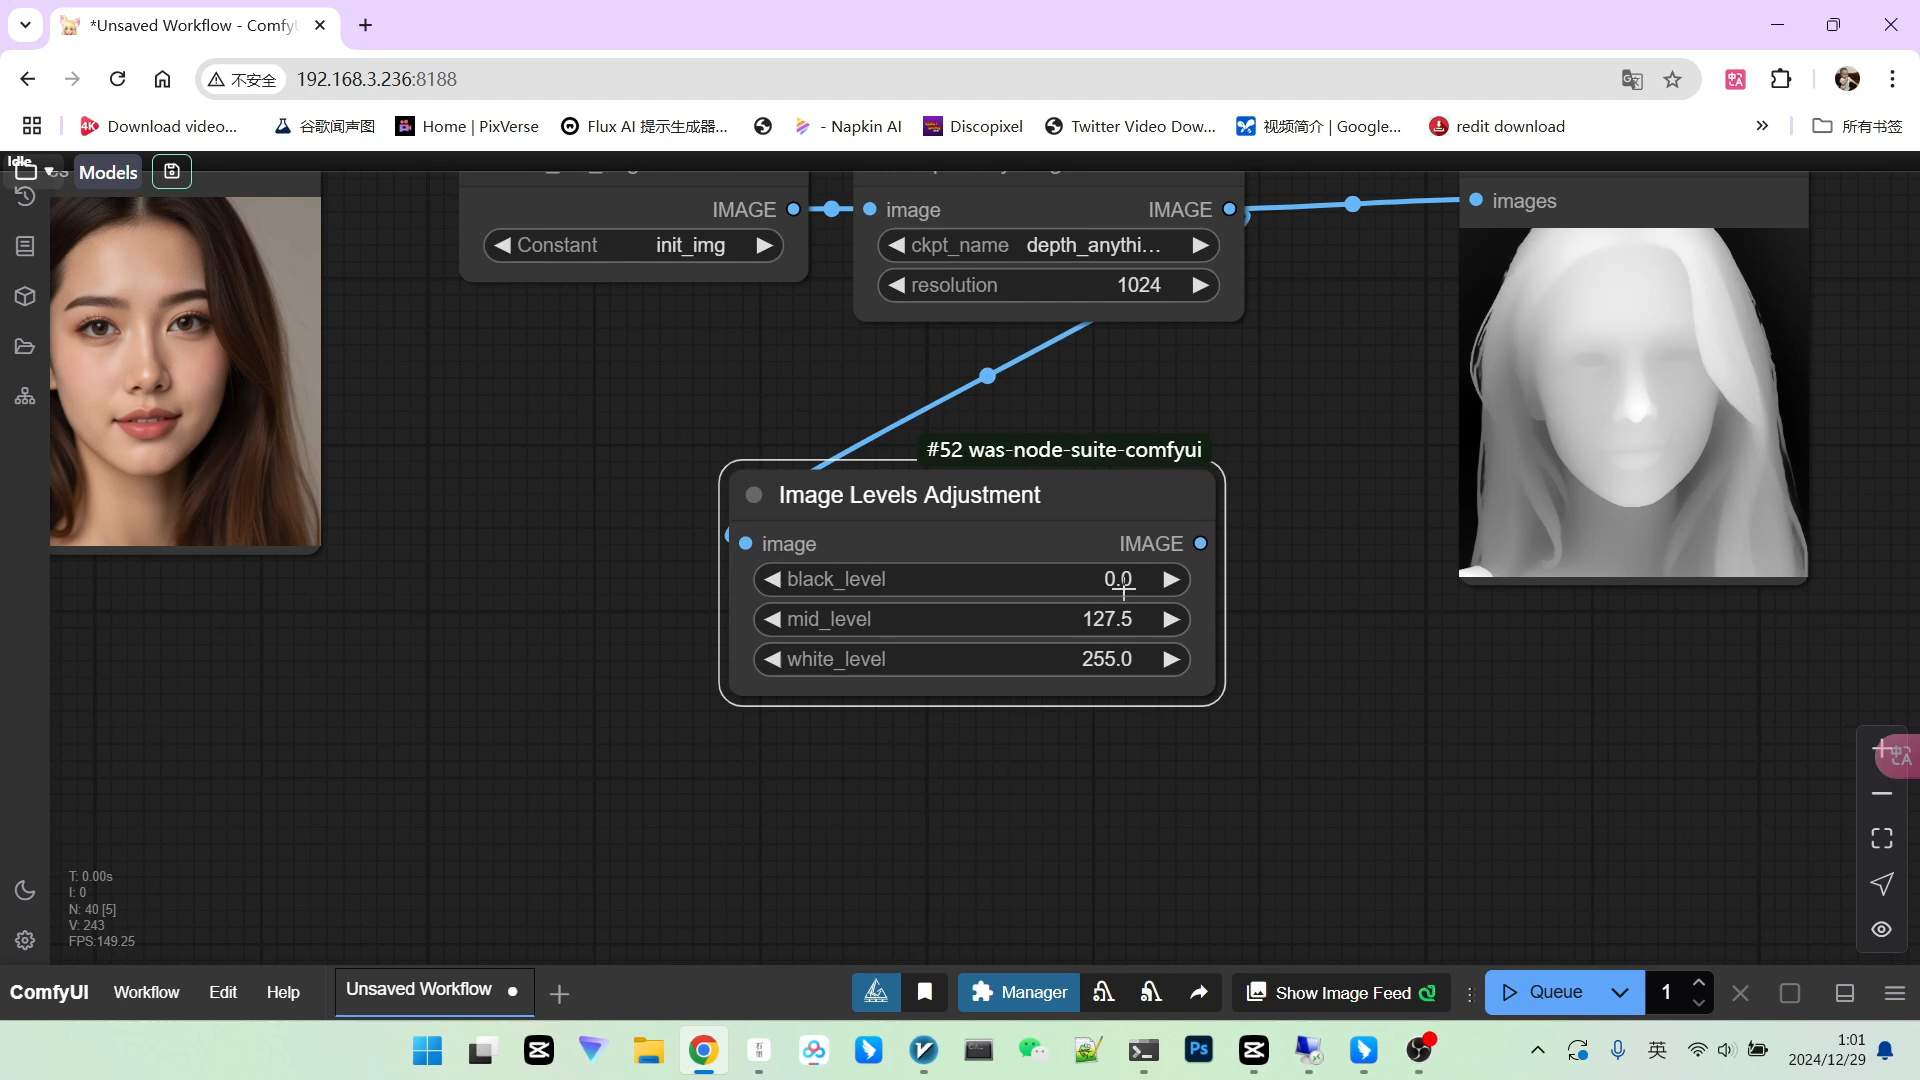 *Unsaved Workflow - Comfy
不安全
192.168.3.236:8188
Download video...
谷歌闻声图
Home | PixVerse
Flux AI 提示生成器...
- Napkin AI
Discopixel
Twitter Video Dow...
视频简介 | Google...
redit download
所有书签
Idle
Models
IMAGE
image
IMAGE
images
Constant
init_img
ckpt_name
depth_anythi...
resolution
1024
#52 was-node-suite-comfyui
Image Levels Adjustment
image
IMAGE
black_level
0.0
mid_level
127.5
white_level
255.0
T: 0.00s
I: 0
N: 40 [5]
V: 243
FPS:149.25
ComfyUI
Workflow
Edit
Help
Unsaved Workflow
Manager
Show Image Feed
Queue
1
Ps
英
1:01
2024/12/29